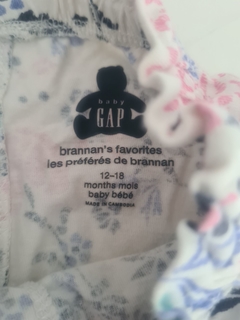 baby
GAP
brannan's favorites
les préférés de brannan
12–18
months mois
baby bébé
MADE IN CAMBODIA